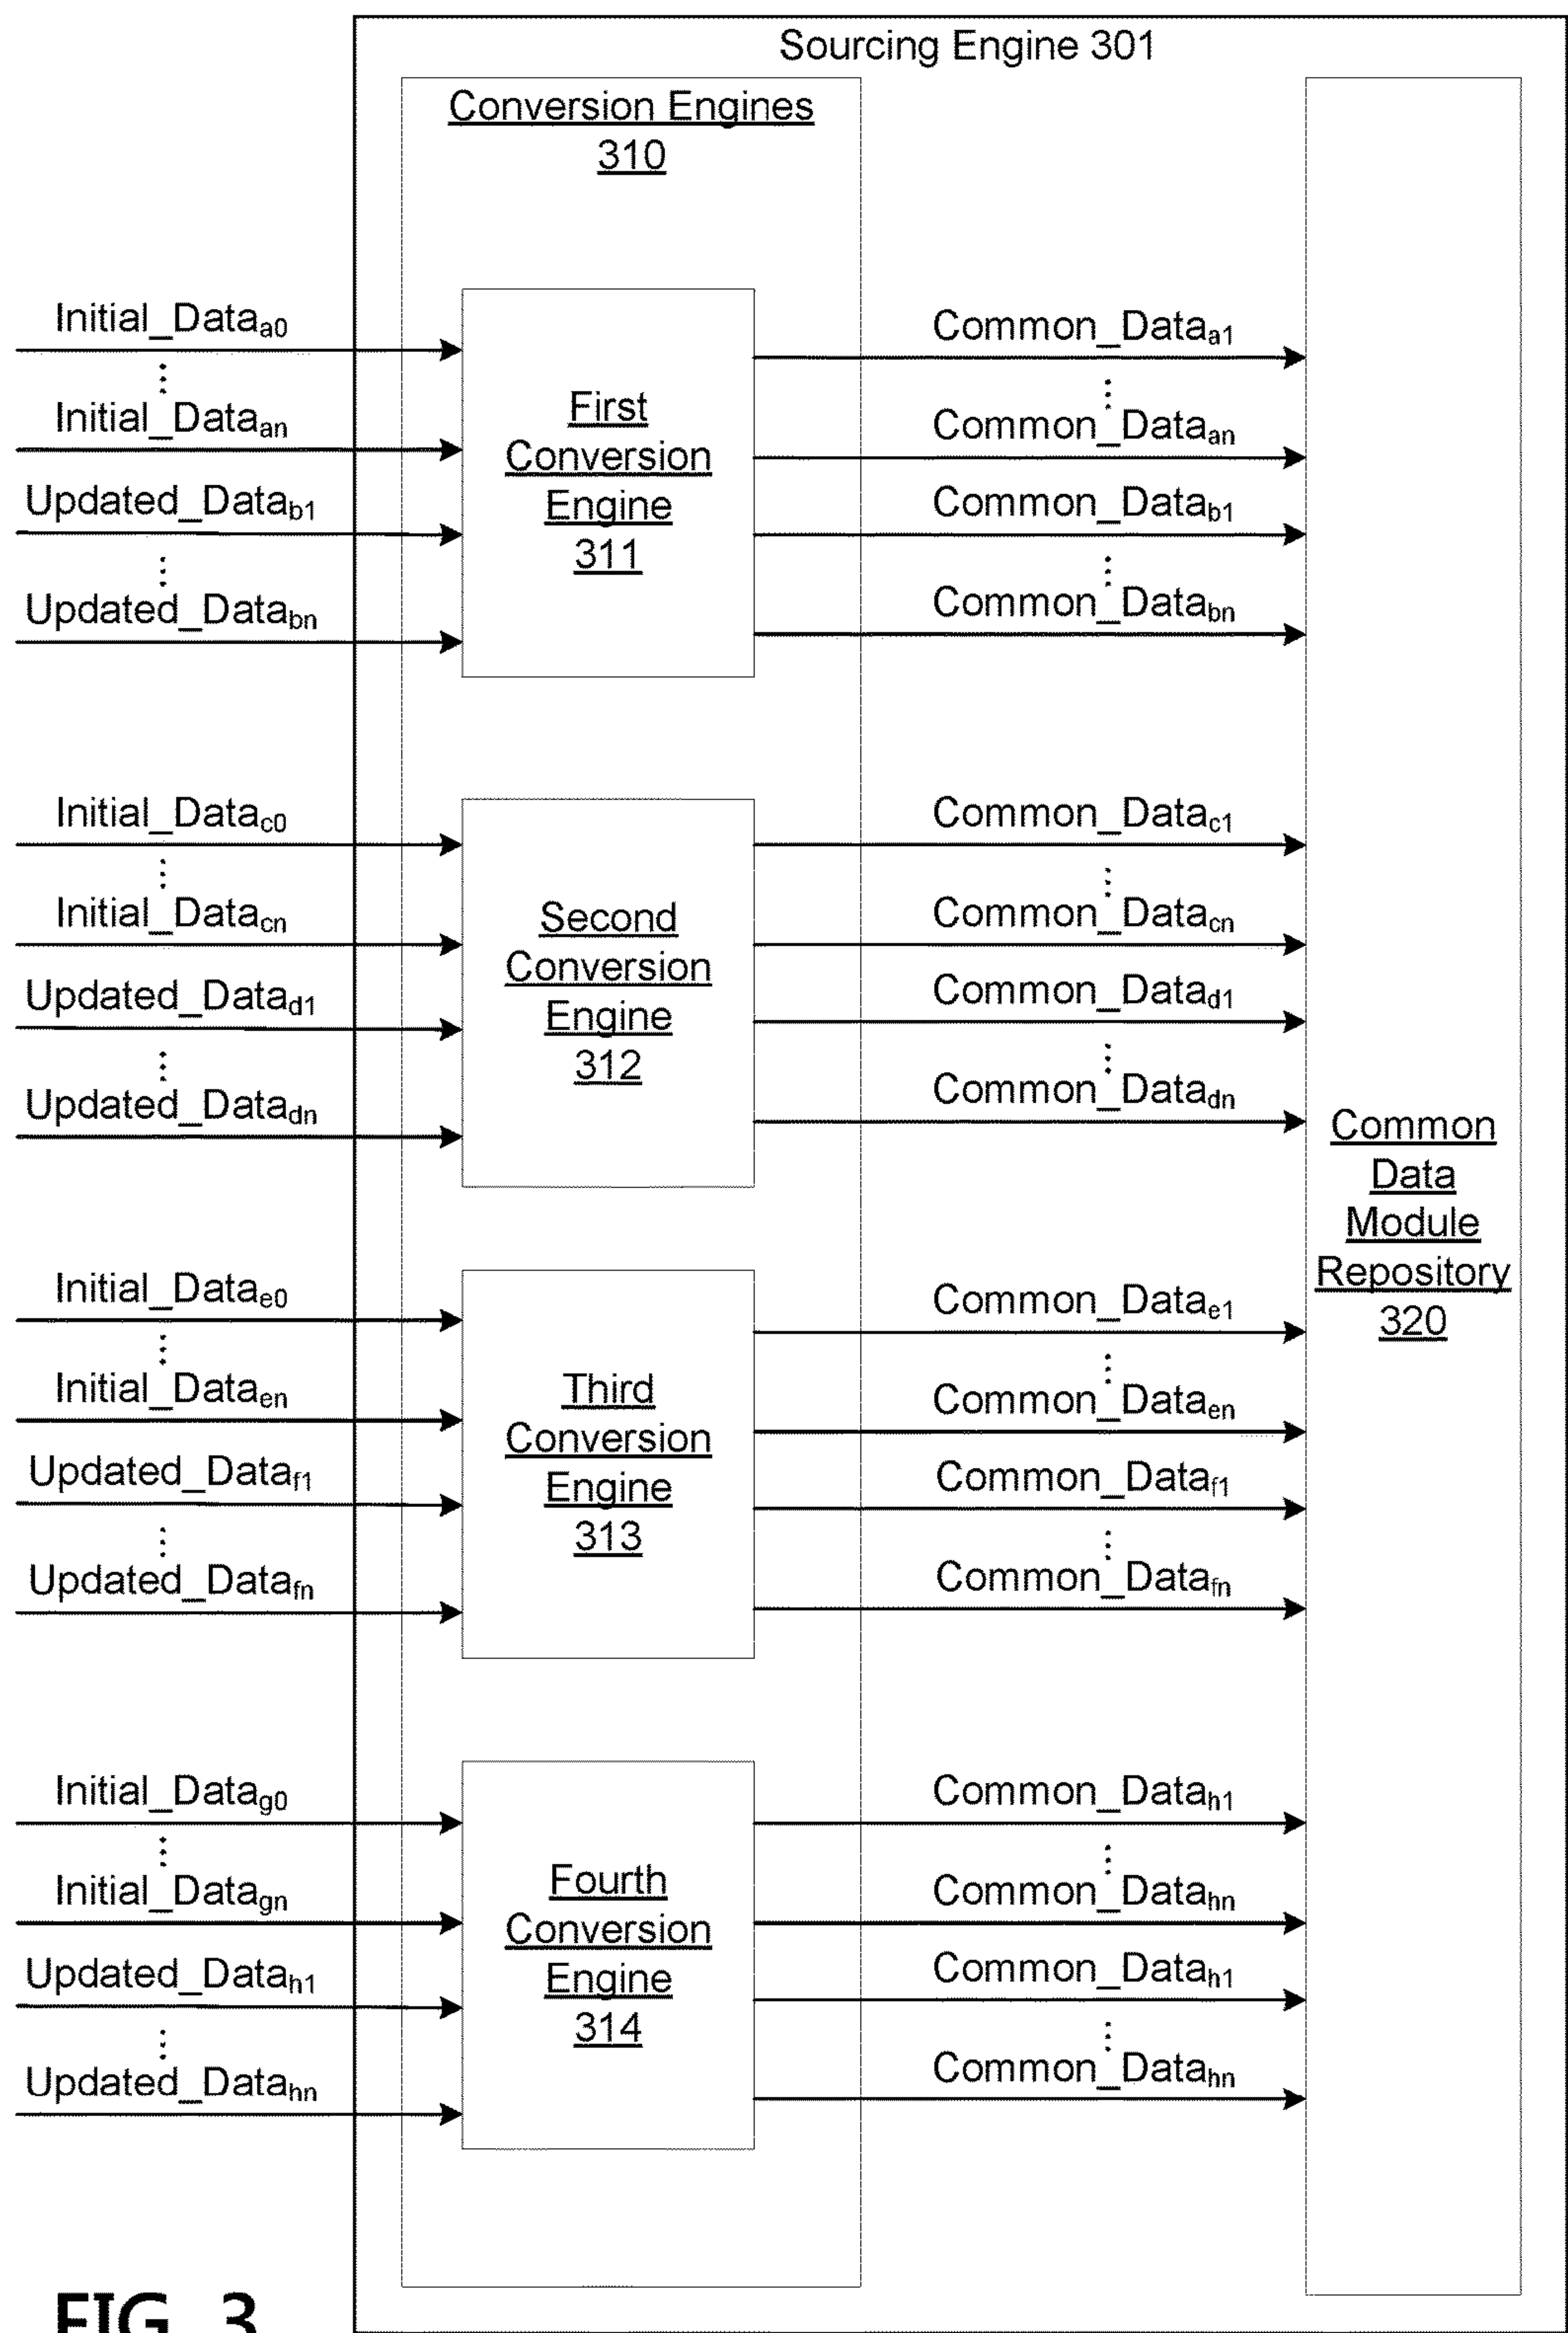 Sourcing Engine 301
Conversion Engines
310
Initial_Dataa0
Initial_Dataan
Updated_Datab1
Updated_Databn
First
Conversion
Engine
311
Common_Dataa1
Common_Dataan
Common_Datab1
Common_Databn
Initial_Datac0
Initial_Datacn
Updated_Datad1
Updated_Datadn
Second
Conversion
Engine
312
Common_Datac1
Common_Datacn
Common_Datad1
Common_Datadn
Common
Data
Module
Repository
320
Initial_Datae0
Initial_Dataen
Updated_Dataf1
Updated_Datafn
Third
Conversion
Engine
313
Common_Datae1
Common_Dataen
Common_Dataf1
Common_Datafn
Initial_Datag0
Initial_Datagn
Updated_Datah1
Updated_Datahn
Fourth
Conversion
Engine
314
Common_Datah1
Common_Datahn
Common_Datah1
Common_Datahn
FIG. 3